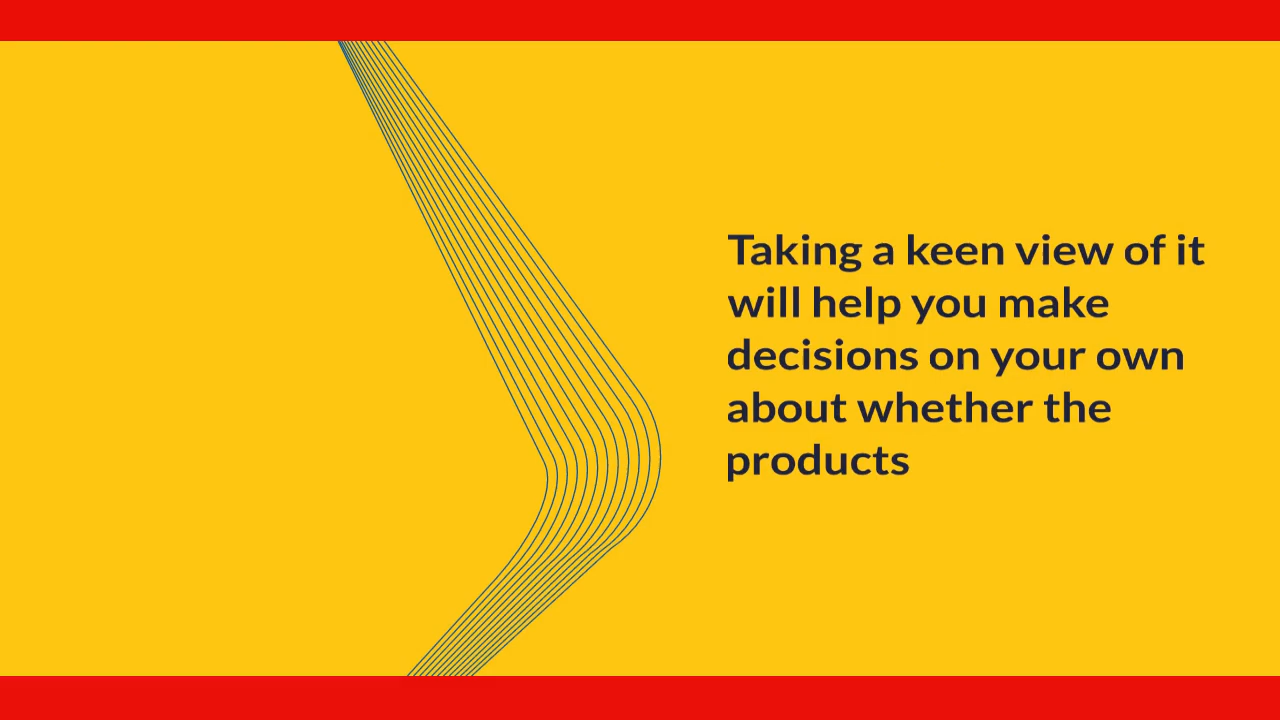 Taking a keen view of it
will help you make
decisions on your own
about whether the
products